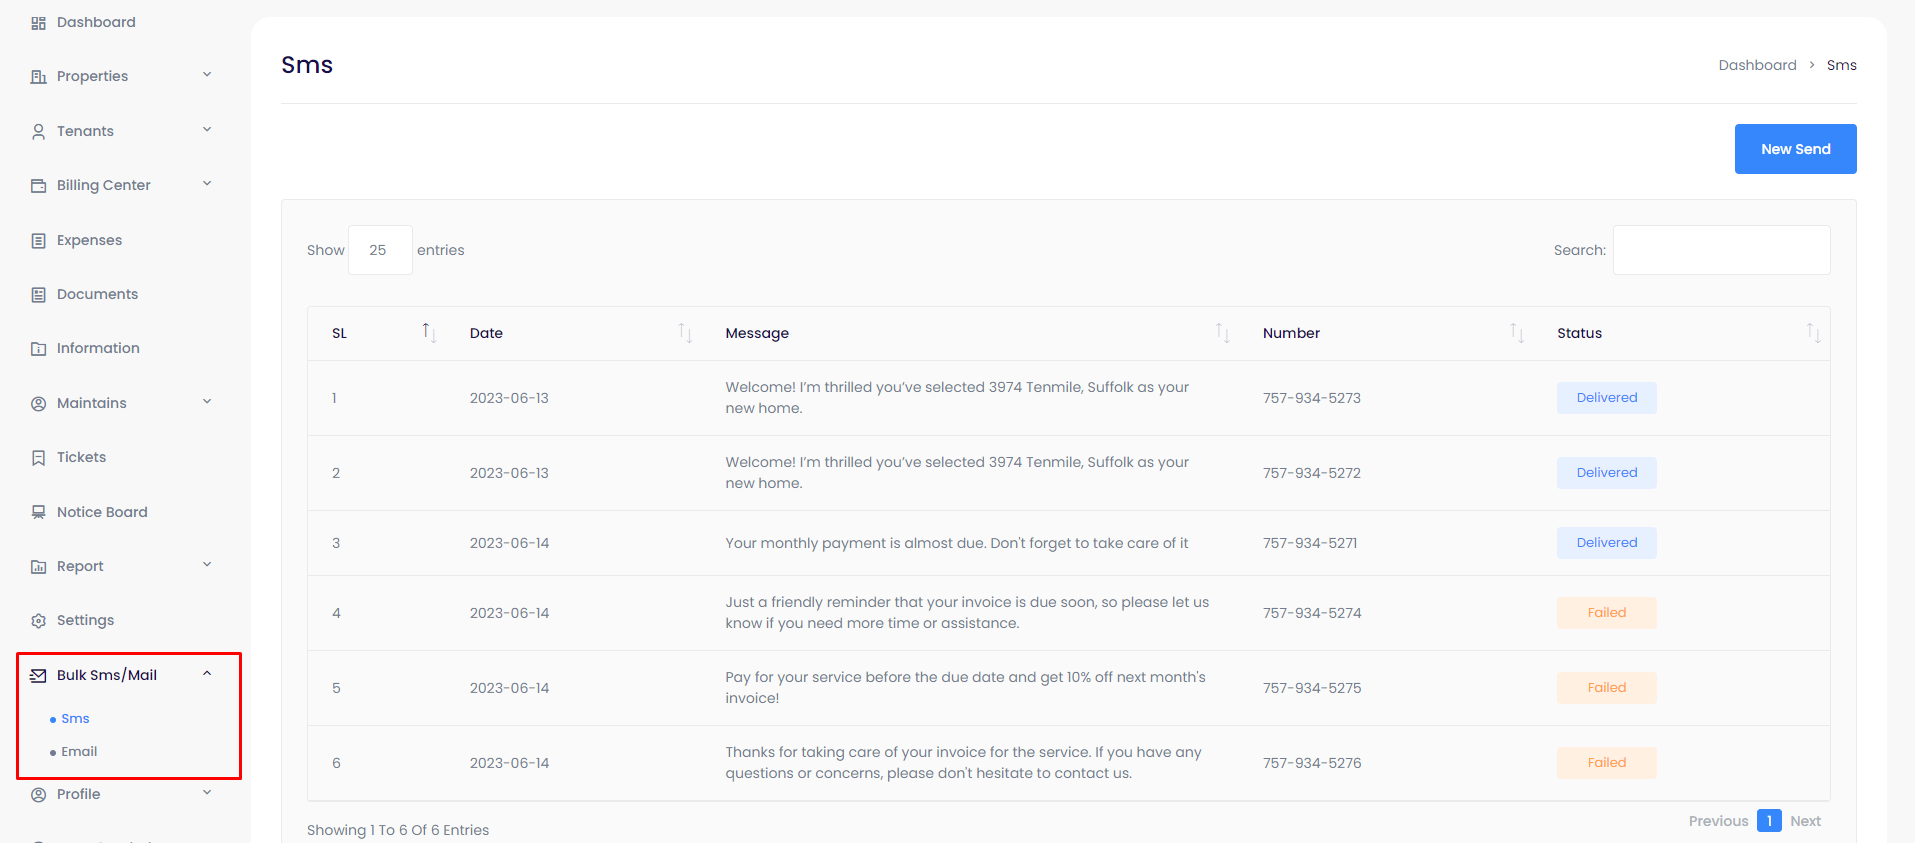 Dashboard
Properties
Tenants
Billing Center
Expenses
Documents
Information
Maintains
Tickets
Notice Board
Report
Settings
Bulk Sms/Mail
Sms
Email
Profile
Sms
Dashboard > Sms
New Send
Show 25 entries
Search:
SL Date Message Number Status
1 2023-06-13 Welcome! I’m thrilled you’ve selected 3974 Tenmile, Suffolk as your 757-934-5273 Delivered
new home.
2 2023-06-13 Welcome! I’m thrilled you’ve selected 3974 Tenmile, Suffolk as your 757-934-5272 Delivered
new home.
3 2023-06-14 Your monthly payment is almost due. Don't forget to take care of it 757-934-5271 Delivered
4 2023-06-14 Just a friendly reminder that your invoice is due soon, so please let us 757-934-5274 Failed
know if you need more time or assistance.
5 2023-06-14 Pay for your service before the due date and get 10% off next month's 757-934-5275 Failed
invoice!
6 2023-06-14 Thanks for taking care of your invoice for the service. If you have any 757-934-5276 Failed
questions or concerns, please don't hesitate to contact us.
Showing 1 To 6 Of 6 Entries
Previous 1 Next